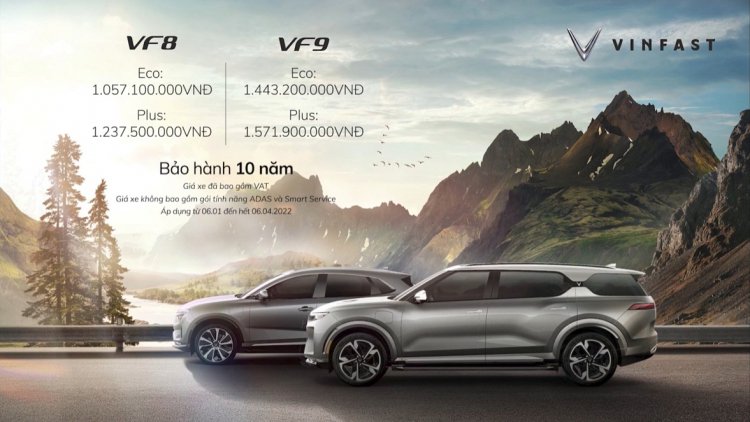 VF8
Eco:
1.057.100.000VNĐ
Plus:
1.237.500.000VNĐ
VF9
Eco:
1.443.200.000VNĐ
Plus:
1.571.900.000VNĐ
Bảo hành 10 năm
Giá xe đã bao gồm VAT
Giá xe không bao gồm gói tính năng ADAS và Smart Service
Áp dụng từ 06.01 đến hết 06.04.2022
VINFAST